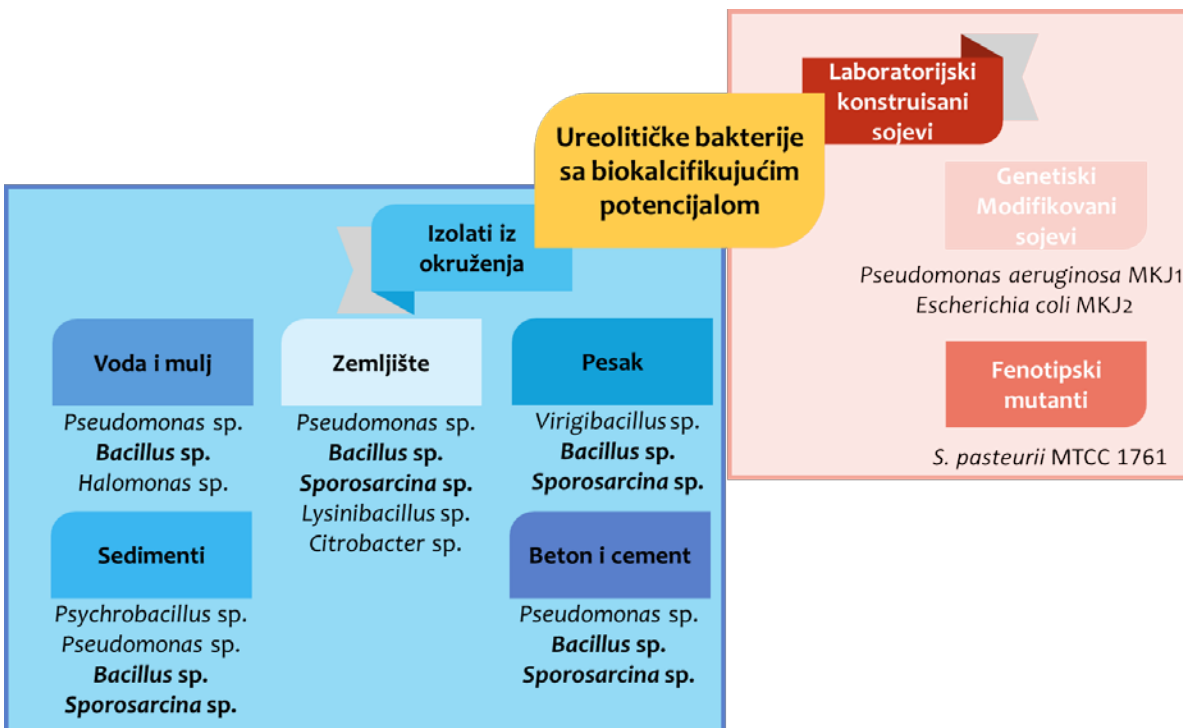 Laboratorijski
konstruisani
sojevi
Ureolitičke bakterije
sa biokalcifikujućim
potencijalom
Genetiski
Modifikovani
sojevi
Pseudomonas aeruginosa MKJ1
Escherichia coli MKJ2
Fenotipski
mutanti
S. pasteurii MTCC 1761
Izolati iz
okruženja
Voda i mulj
Pseudomonas sp.
Bacillus sp.
Halomonas sp.
Zemljište
Pseudomonas sp.
Bacillus sp.
Sporosarcina sp.
Lysinibacillus sp.
Citrobacter sp.
Pesak
Virigibacillus sp.
Bacillus sp.
Sporosarcina sp.
Sedimenti
Psychrobacillus sp.
Pseudomonas sp.
Bacillus sp.
Sporosarcina sp.
Beton i cement
Pseudomonas sp.
Bacillus sp.
Sporosarcina sp.